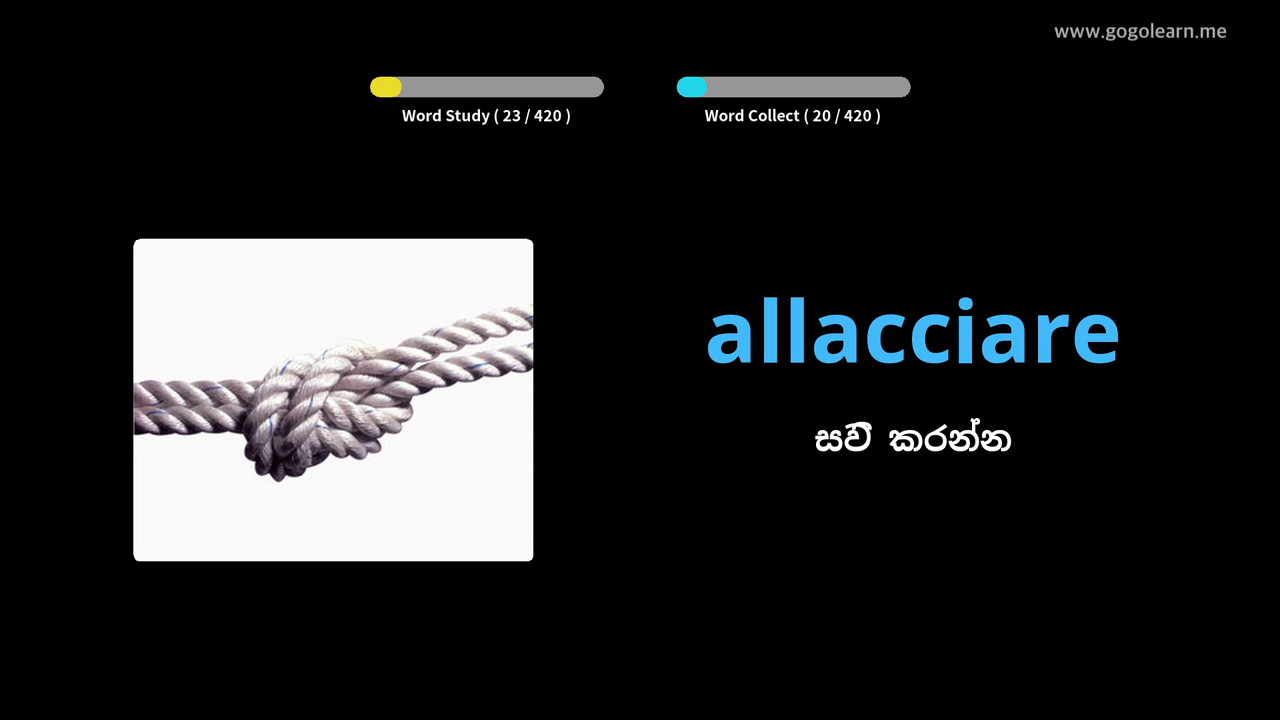 www.gogolearn.me
Word Study ( 23 / 420 )
Word Collect ( 20 / 420 )
allacciare
සවි කරන්න